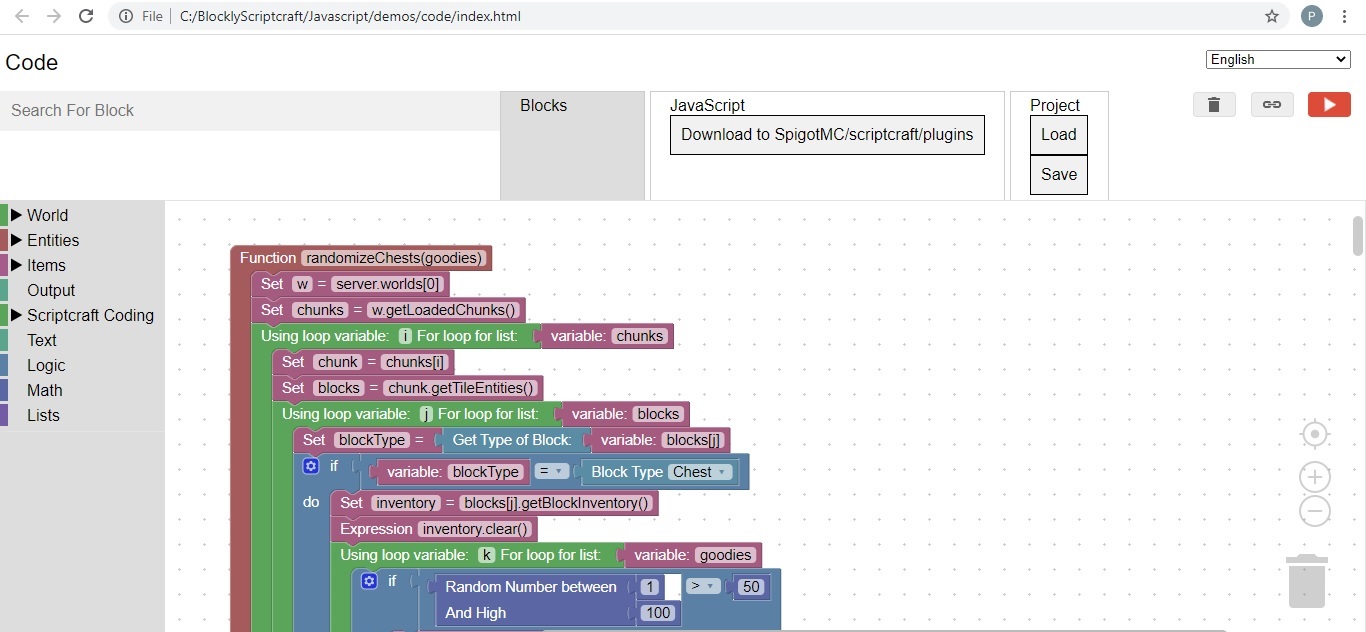 File C:/BlocklyScriptcraft/Javascript/demos/code/index.html P
Code English
Search For Block Blocks JavaScript Project
Download to SpigotMC/scriptcraft/plugins Load
Save
World
Entities
Items
Output
Scriptcraft Coding
Text
Logic
Math
Lists
Function randomizeChests(goodies)
Set w = server.worlds[0]
Set chunks = w.getLoadedChunks()
Using loop variable: i For loop for list: variable: chunks
Set chunk = chunks[i]
Set blocks = chunk.getTileEntities()
Using loop variable: j For loop for list: variable: blocks
Set blockType = Get Type of Block: variable: blocks[j]
if variable: blockType = Block Type Chest
do Set inventory = blocks[j].getBlockInventory()
Expression inventory.clear()
Using loop variable: k For loop for list: variable: goodies
if Random Number between 1 > 50
And High 100